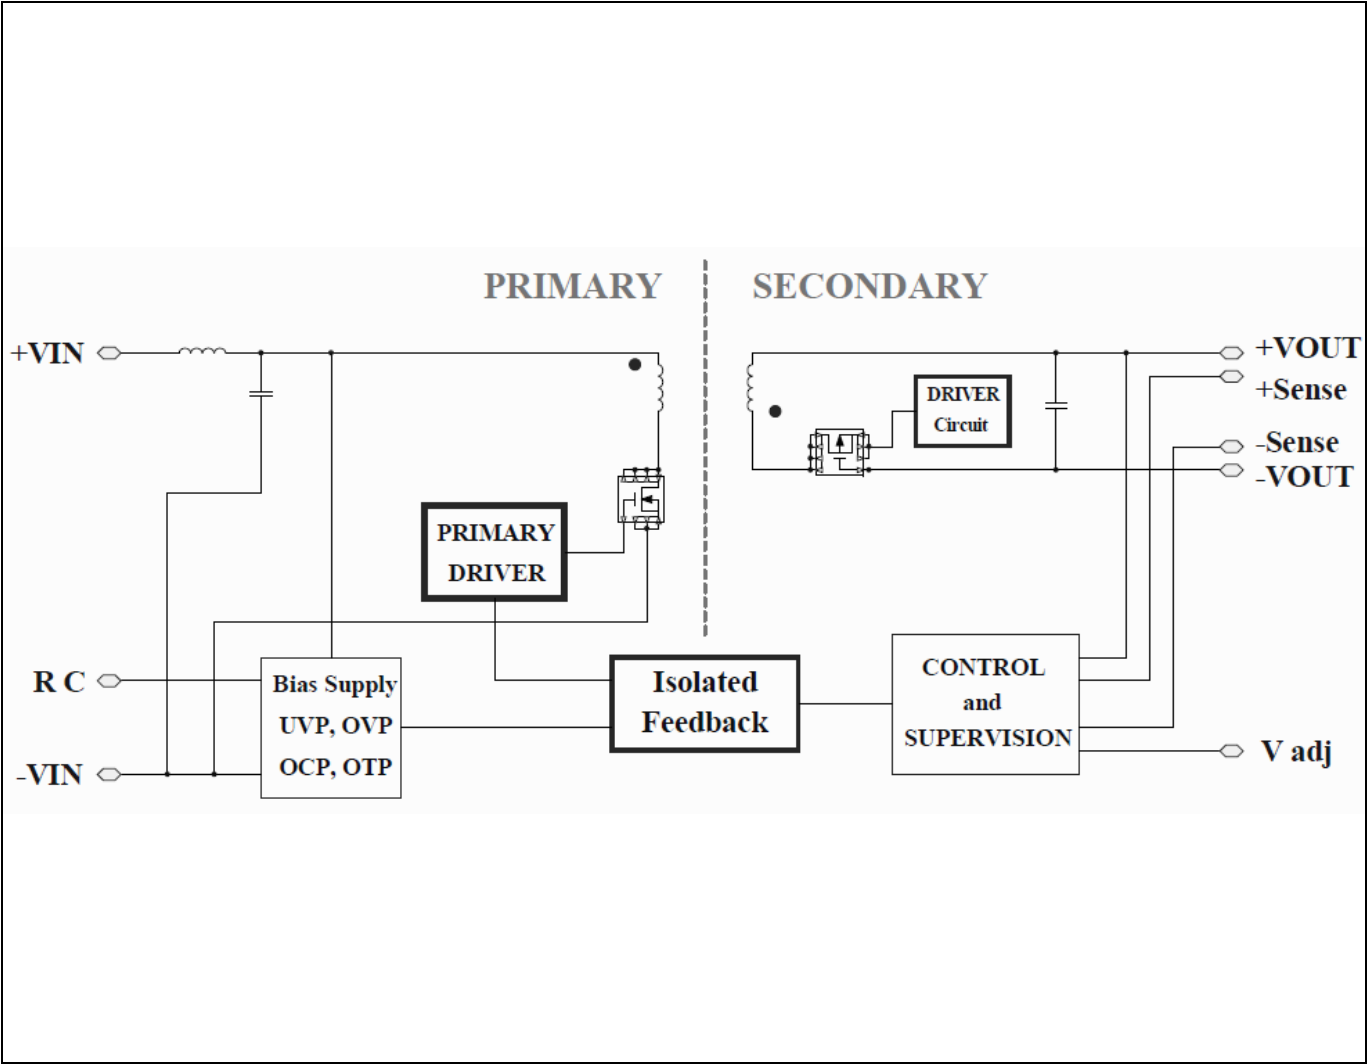 PRIMARY
SECONDARY
+VIN
+VOUT
+Sense
DRIVER
Circuit
-Sense
-VOUT
PRIMARY
DRIVER
R C
Bias Supply
UVP, OVP
OCP, OTP
-VIN
Isolated
Feedback
CONTROL
and
SUPERVISION
V adj